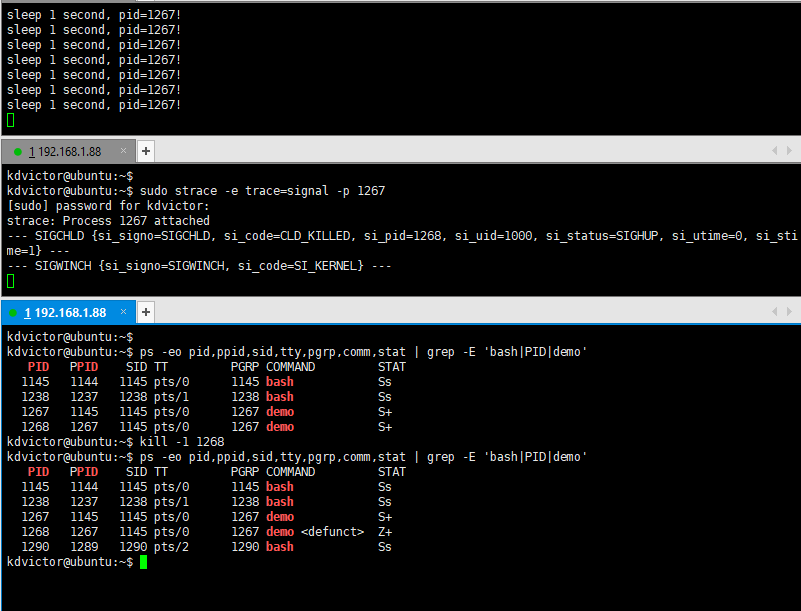 sleep 1 second, pid=1267!
sleep 1 second, pid=1267!
sleep 1 second, pid=1267!
sleep 1 second, pid=1267!
sleep 1 second, pid=1267!
sleep 1 second, pid=1267!
sleep 1 second, pid=1267!
1 192.168.1.88 × +
kdvictor@ubuntu:~$
kdvictor@ubuntu:~$ sudo strace -e trace=signal -p 1267
[sudo] password for kdvictor:
strace: Process 1267 attached
--- SIGCHLD {si_signo=SIGCHLD, si_code=CLD_KILLED, si_pid=1268, si_uid=1000, si_status=SIGHUP, si_utime=0, si_sti
me=1} ---
--- SIGWINCH {si_signo=SIGWINCH, si_code=SI_KERNEL} ---
1 192.168.1.88 × +
kdvictor@ubuntu:~$
kdvictor@ubuntu:~$ ps -eo pid,ppid,sid,tty,pgrp,comm,stat | grep -E 'bash|PID|demo'
PID PPID SID TT PGRP COMMAND STAT
1145 1144 1145 pts/0 1145 bash Ss
1238 1237 1238 pts/1 1238 bash Ss
1267 1145 1145 pts/0 1267 demo S+
1268 1267 1145 pts/0 1267 demo S+
kdvictor@ubuntu:~$ kill -1 1268
kdvictor@ubuntu:~$ ps -eo pid,ppid,sid,tty,pgrp,comm,stat | grep -E 'bash|PID|demo'
PID PPID SID TT PGRP COMMAND STAT
1145 1144 1145 pts/0 1145 bash Ss
1238 1237 1238 pts/1 1238 bash Ss
1267 1145 1145 pts/0 1267 demo S+
1268 1267 1145 pts/0 1267 demo <defunct> Z+
1290 1289 1290 pts/2 1290 bash Ss
kdvictor@ubuntu:~$